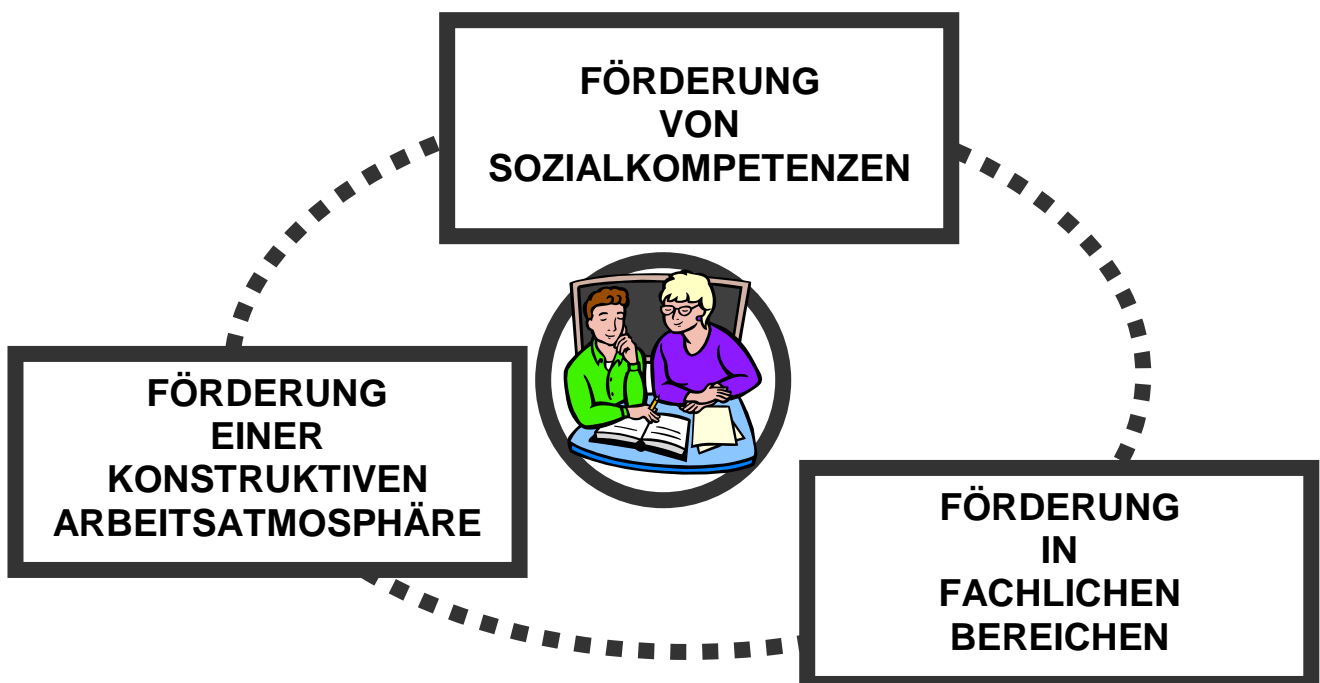 FÖRDERUNG
VON
SOZIALKOMPETENZEN
FÖRDERUNG
EINER
KONSTRUKTIVEN
ARBEITSATMOSPHÄRE
FÖRDERUNG
IN
FACHLICHEN
BEREICHEN